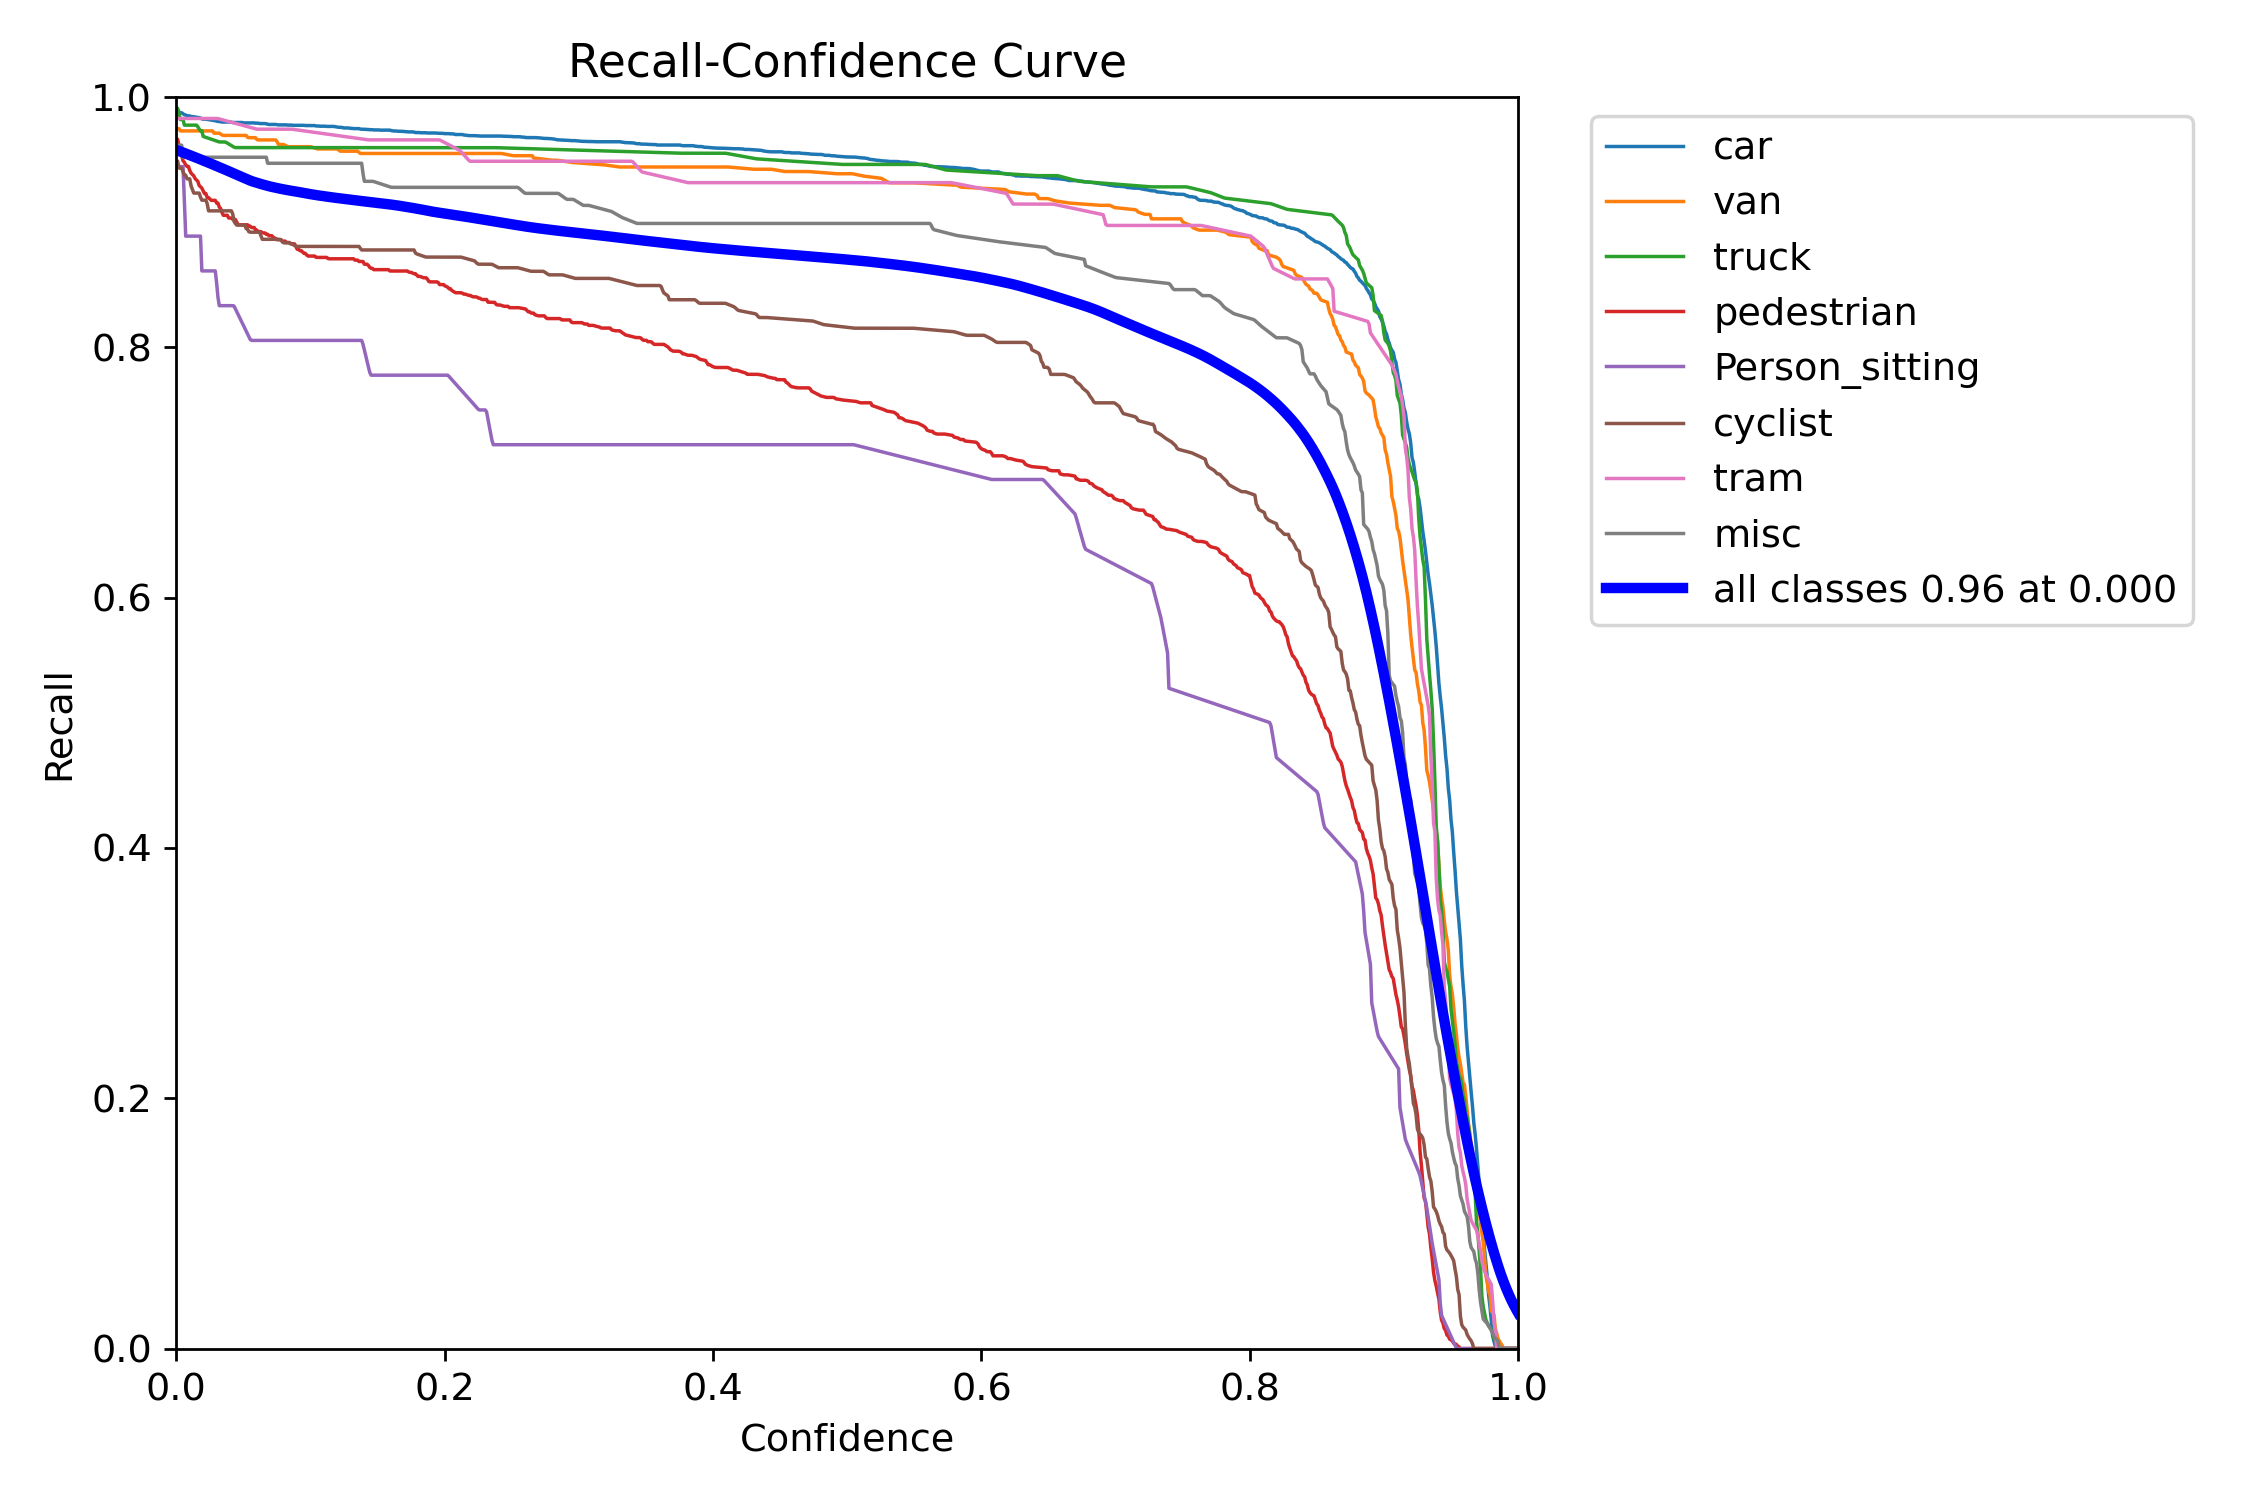 Recall-Confidence Curve
1.0
0.8
0.6
0.4
0.2
0.0
Recall
0.0 0.2 0.4 0.6 0.8 1.0
Confidence
car
van
truck
pedestrian
Person_sitting
cyclist
tram
misc
all classes 0.96 at 0.000